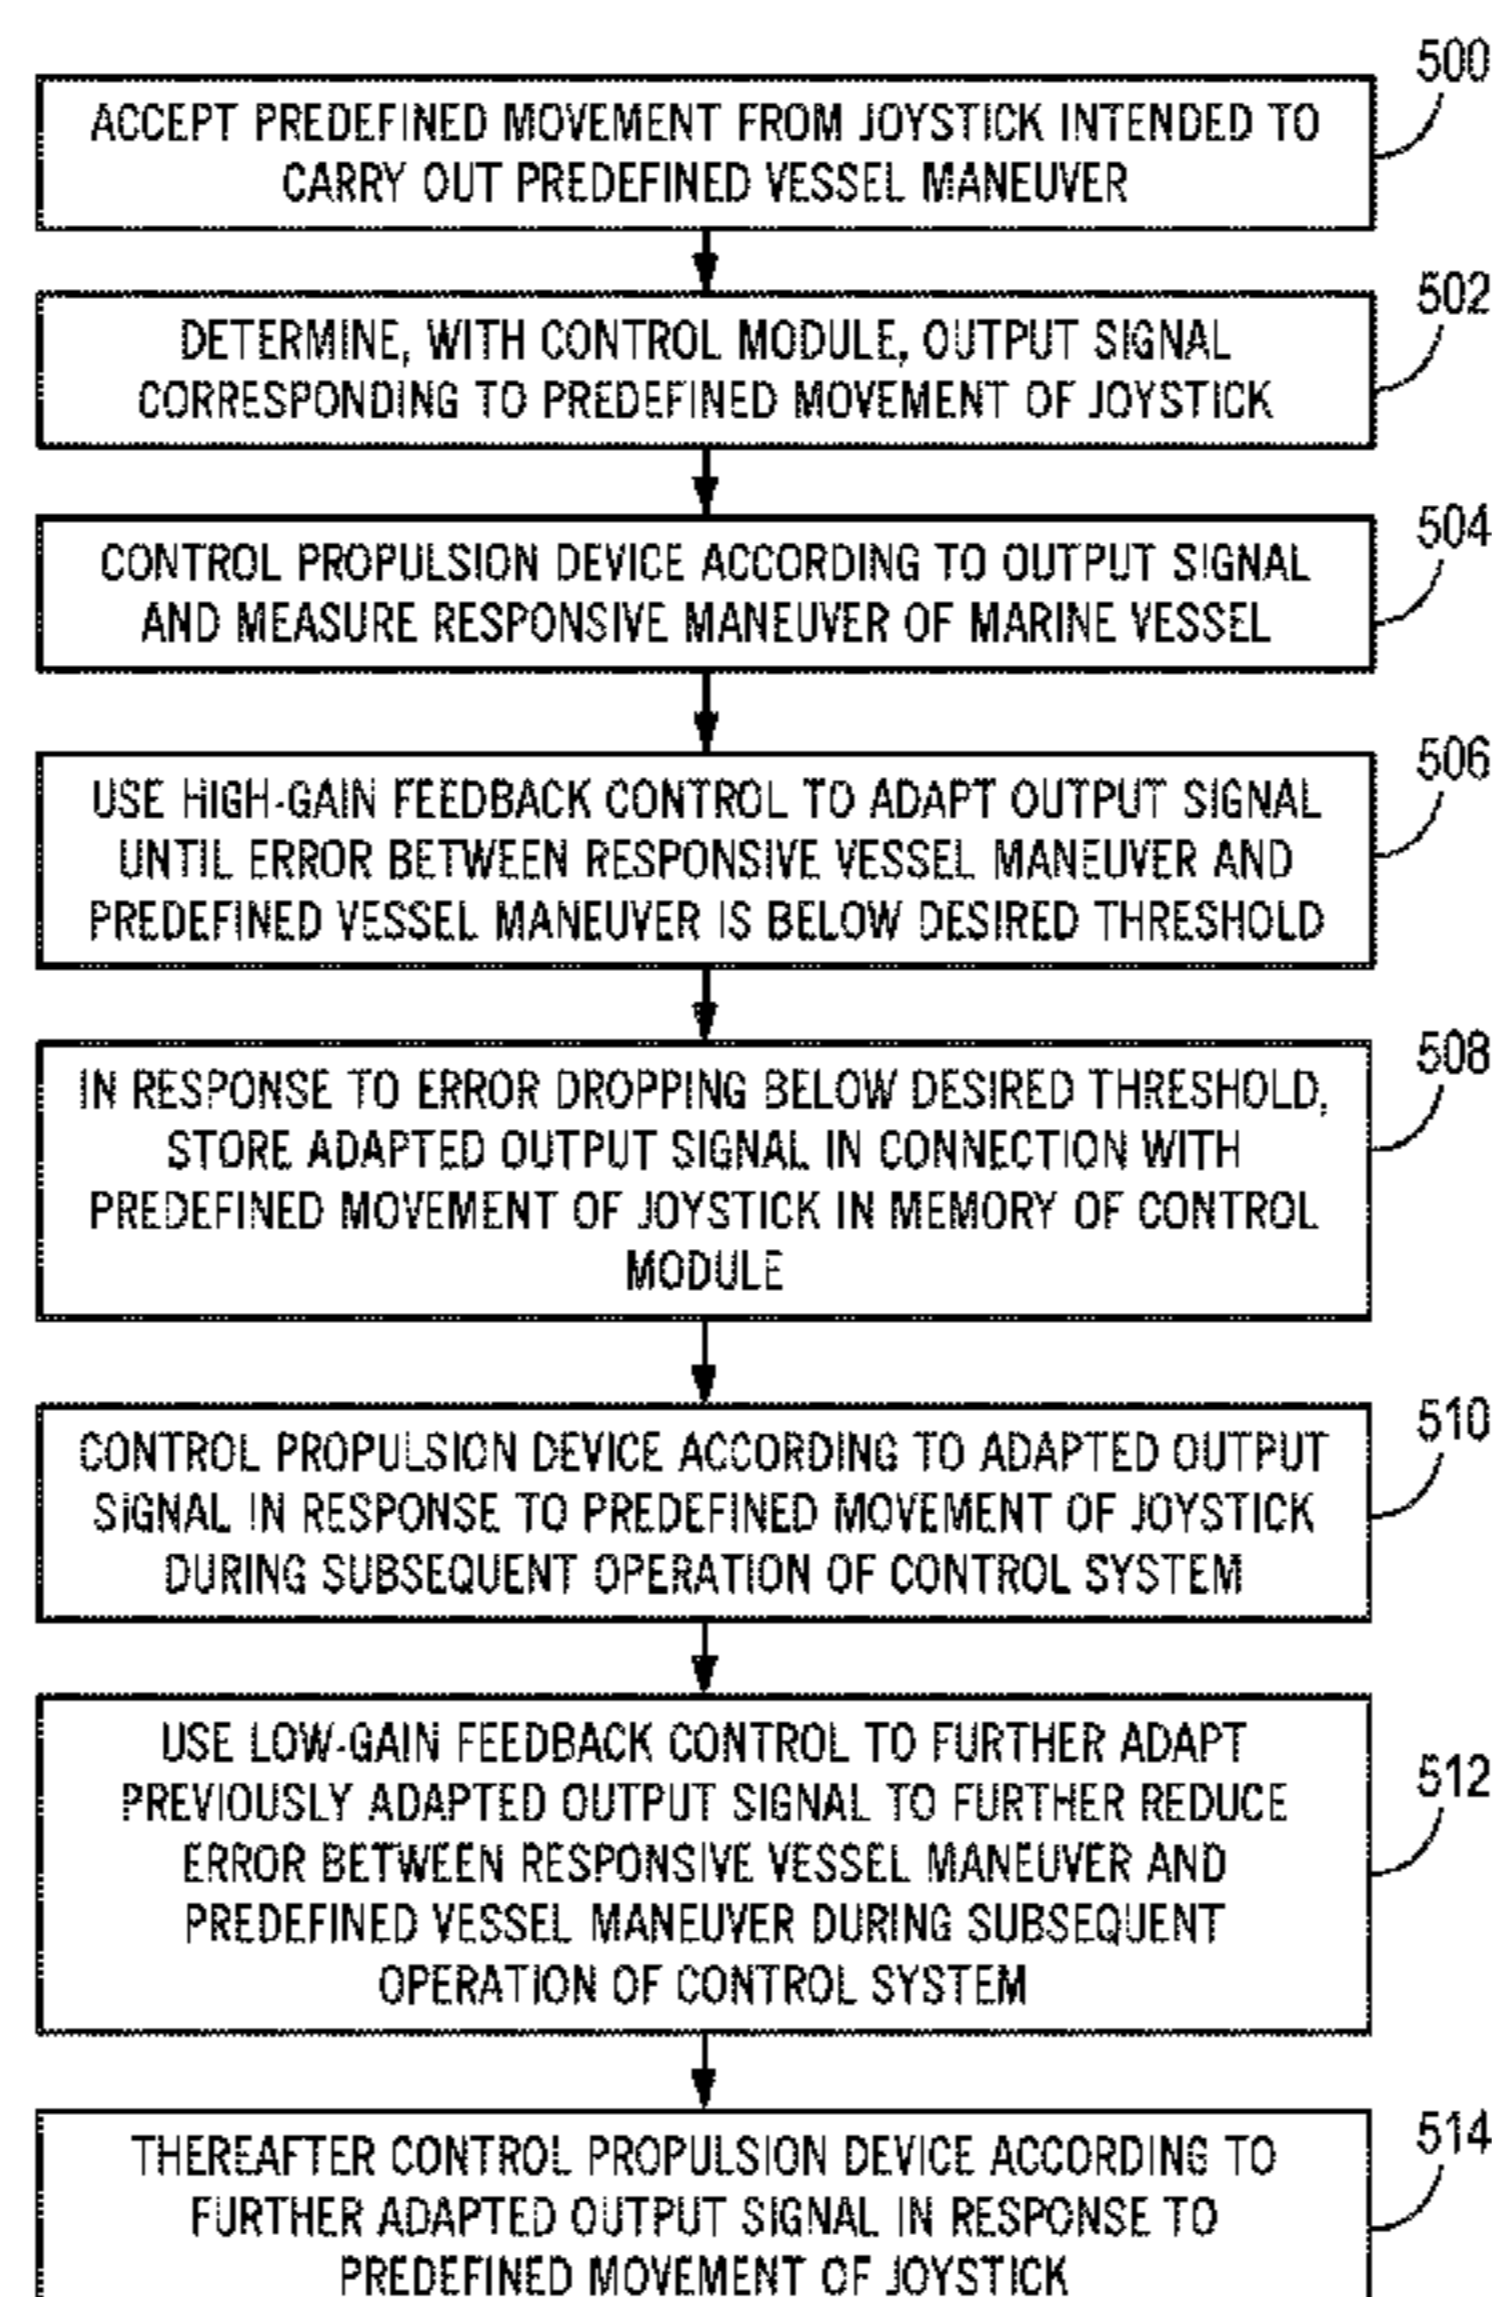 500
ACCEPT PREDEFINED MOVEMENT FROM JOYSTICK INTENDED TO
CARRY OUT PREDEFINED VESSEL MANEUVER
502
DETERMINE, WITH CONTROL MODULE, OUTPUT SIGNAL
CORRESPONDING TO PREDEFINED MOVEMENT OF JOYSTICK
504
CONTROL PROPULSION DEVICE ACCORDING TO OUTPUT SIGNAL
AND MEASURE RESPONSIVE MANEUVER OF MARINE VESSEL
506
USE HIGH-GAIN FEEDBACK CONTROL TO ADAPT OUTPUT SIGNAL
UNTIL ERROR BETWEEN RESPONSIVE VESSEL MANEUVER AND
PREDEFINED VESSEL MANEUVER IS BELOW DESIRED THRESHOLD
508
IN RESPONSE TO ERROR DROPPING BELOW DESIRED THRESHOLD,
STORE ADAPTED OUTPUT SIGNAL IN CONNECTION WITH
PREDEFINED MOVEMENT OF JOYSTICK IN MEMORY OF CONTROL
MODULE
510
CONTROL PROPULSION DEVICE ACCORDING TO ADAPTED OUTPUT
SIGNAL IN RESPONSE TO PREDEFINED MOVEMENT OF JOYSTICK
DURING SUBSEQUENT OPERATION OF CONTROL SYSTEM
512
USE LOW-GAIN FEEDBACK CONTROL TO FURTHER ADAPT
PREVIOUSLY ADAPTED OUTPUT SIGNAL TO FURTHER REDUCE
ERROR BETWEEN RESPONSIVE VESSEL MANEUVER AND
PREDEFINED VESSEL MANEUVER DURING SUBSEQUENT
OPERATION OF CONTROL SYSTEM
514
THEREAFTER CONTROL PROPULSION DEVICE ACCORDING TO
FURTHER ADAPTED OUTPUT SIGNAL IN RESPONSE TO
PREDEFINED MOVEMENT OF JOYSTICK